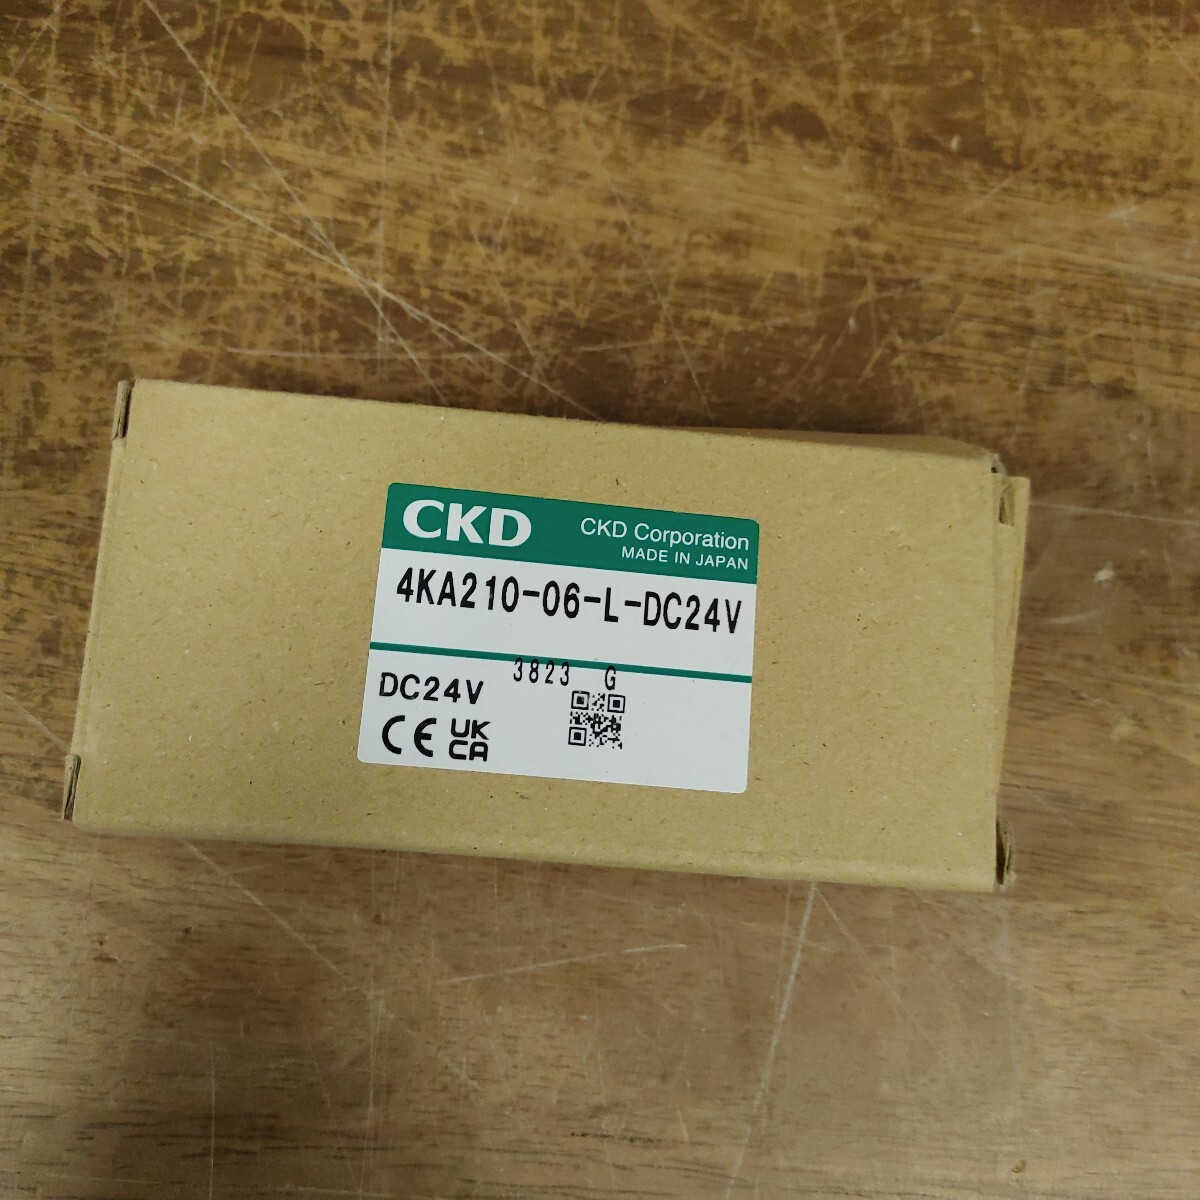 CKD CKD Corporation
MADE IN JAPAN
4KA210-06-L-DC24V
3823 G
DC24V
CE UK
CA